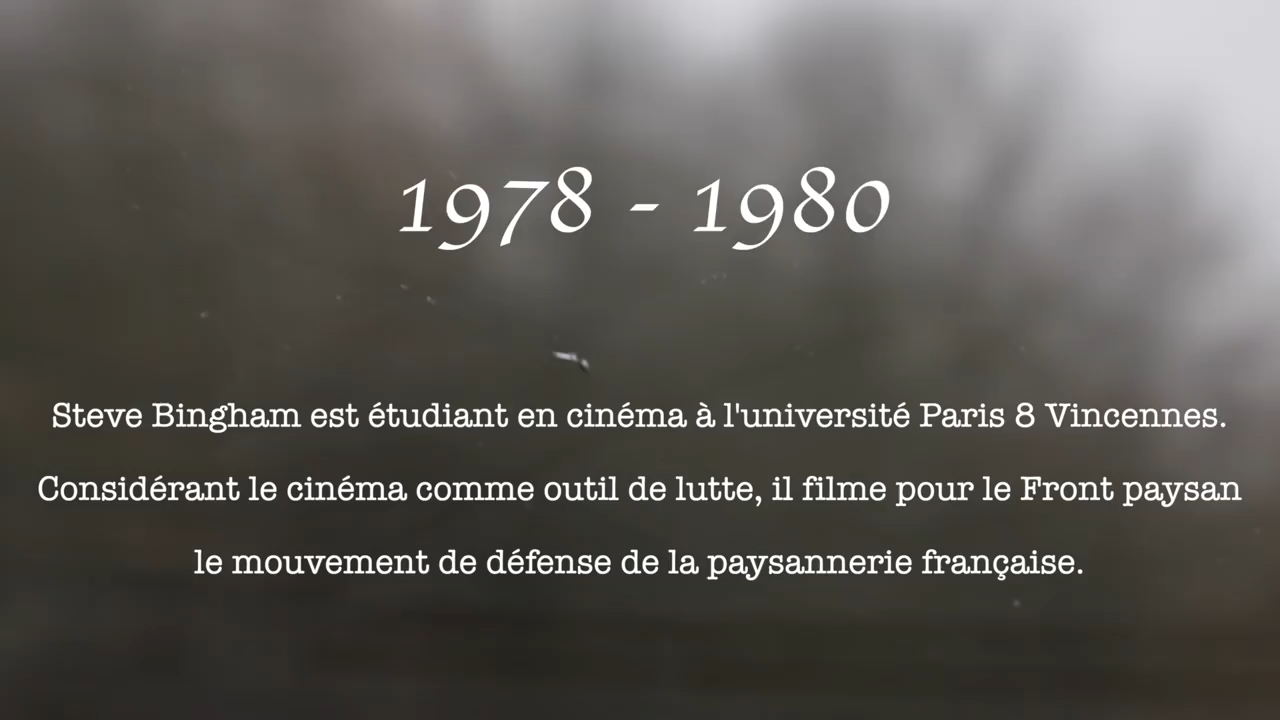 1978 - 1980
Steve Bingham est étudiant en cinéma à l'université Paris 8 Vincennes.
Considérant le cinéma comme outil de lutte, il filme pour le Front paysan
le mouvement de défense de la paysannerie française.